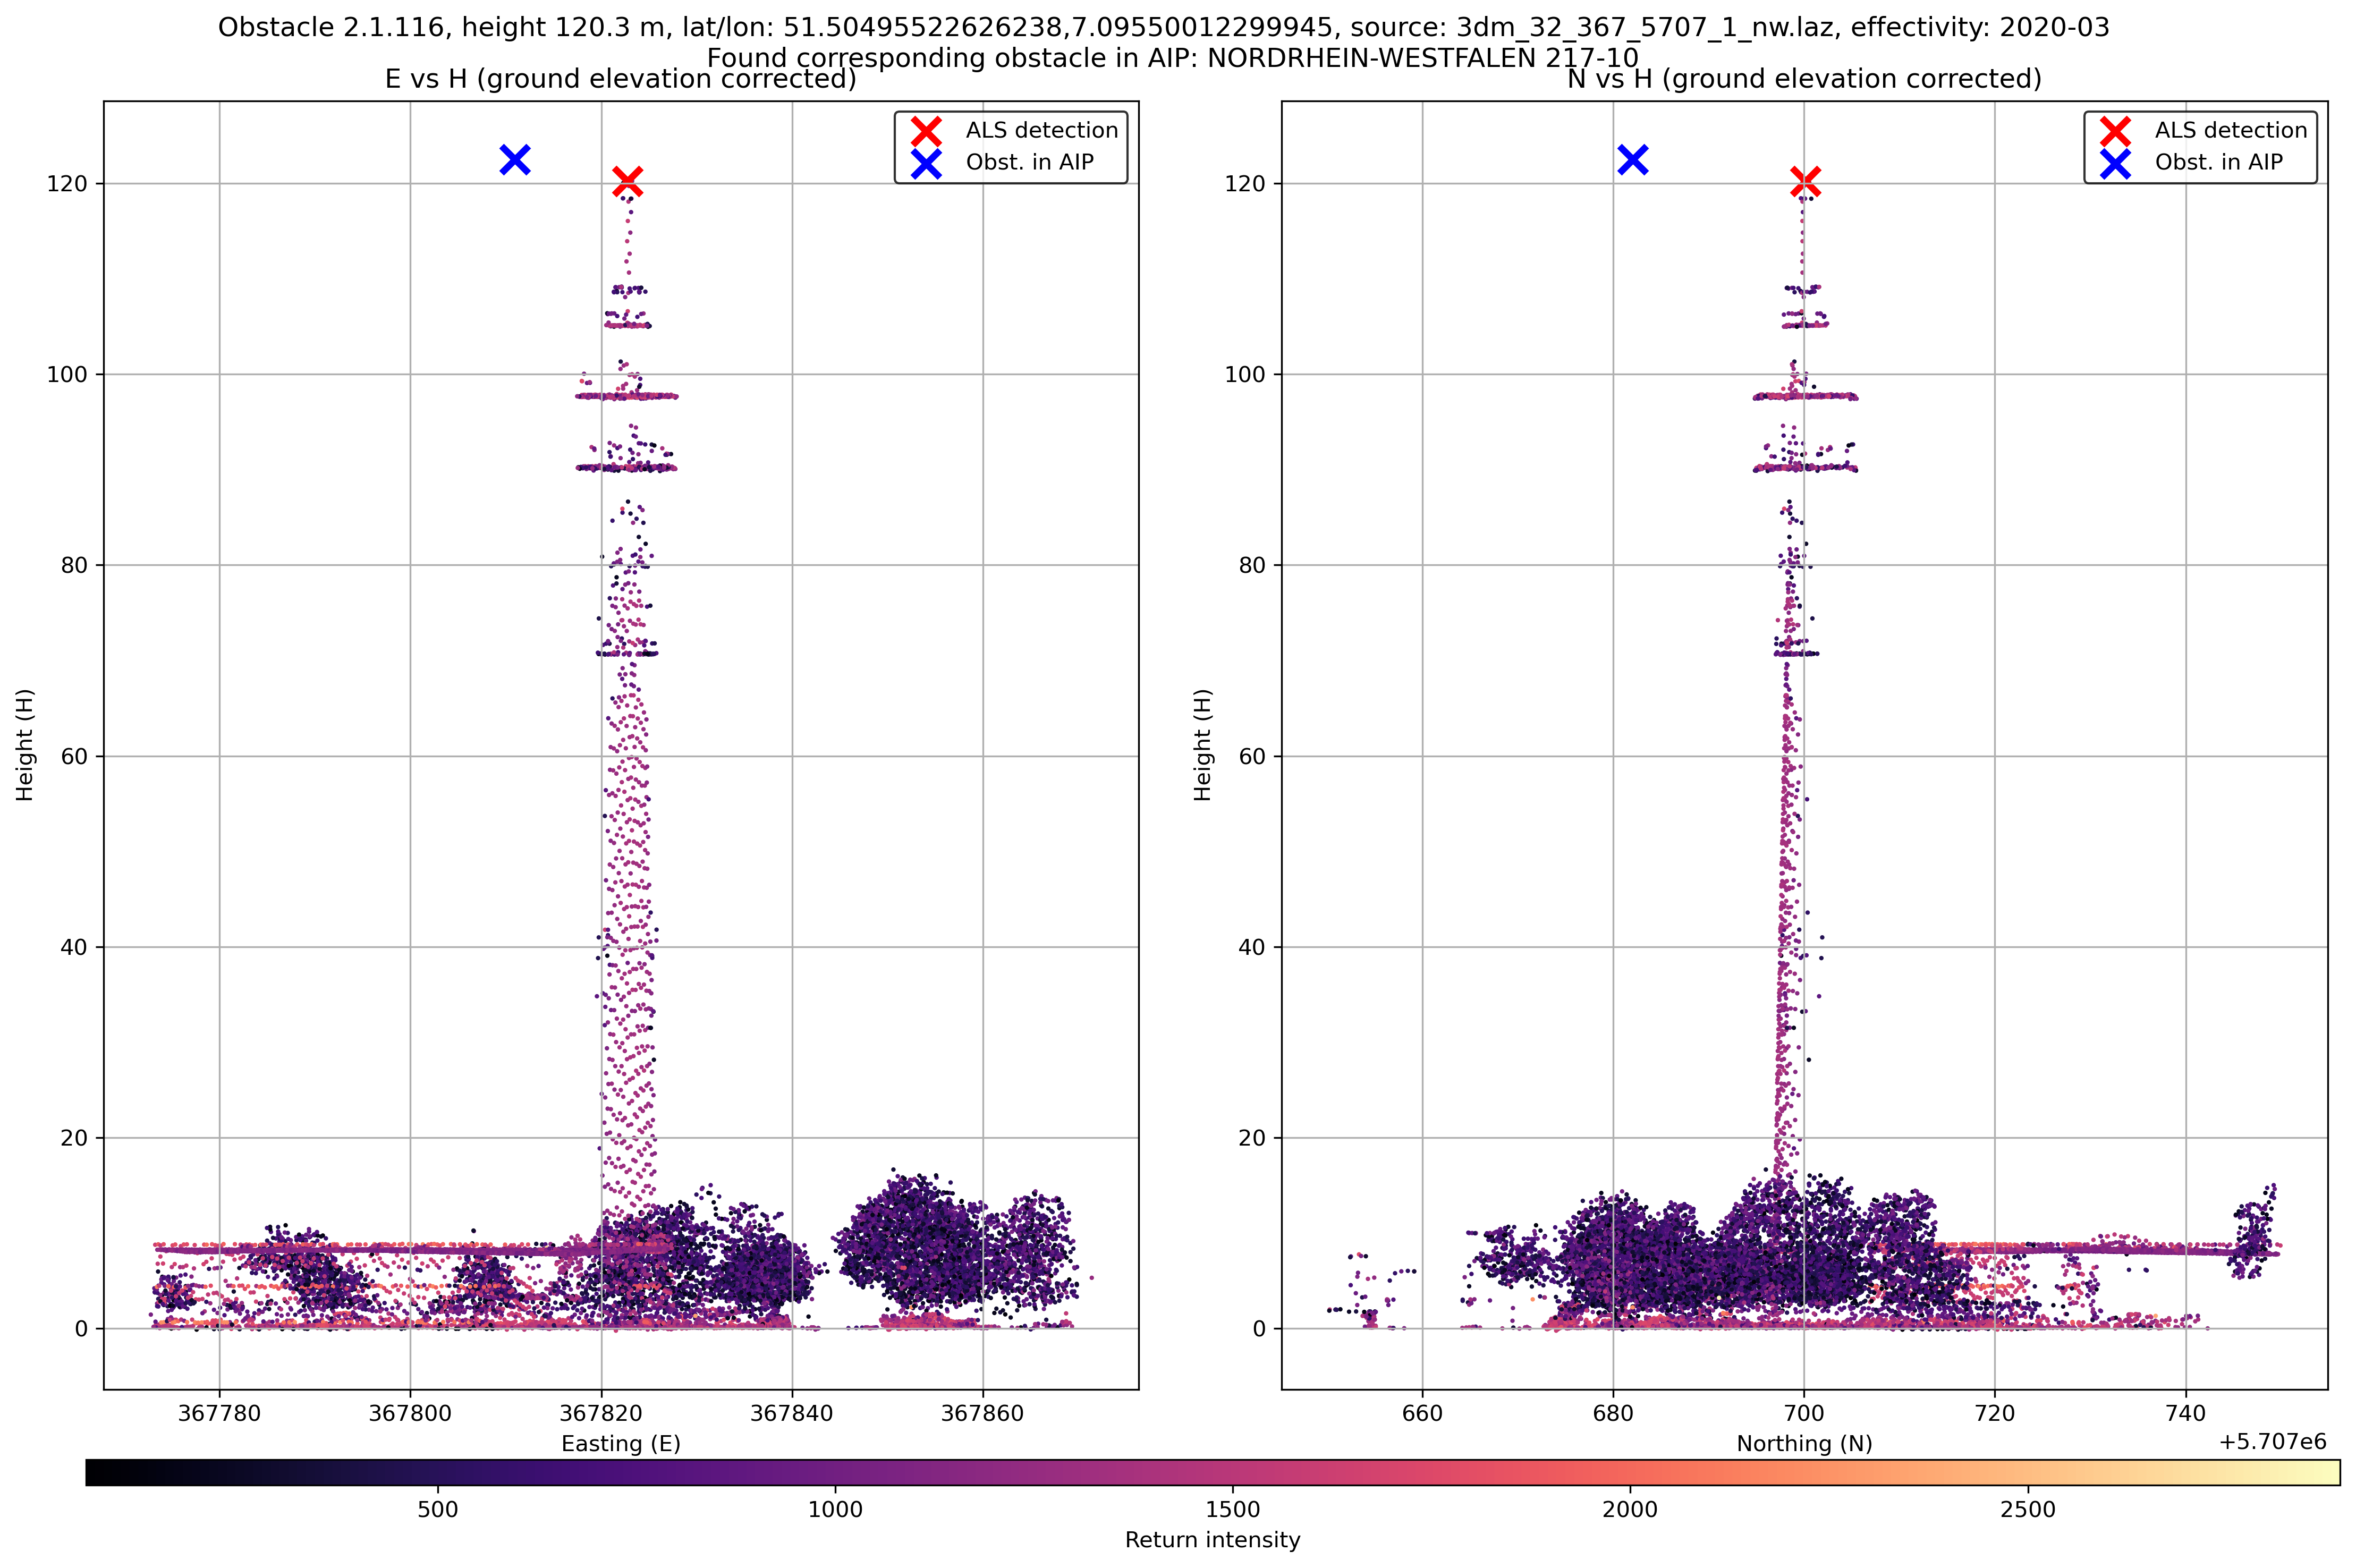 Obstacle 2.1.116, height 120.3 m, lat/lon: 51.50495522626238,7.09550012299945, source: 3dm_32_367_5707_1_nw.laz, effectivity: 2020-03
Found corresponding obstacle in AIP: NORDRHEIN-WESTFALEN 217-10
E vs H (ground elevation corrected)
ALS detection
Obst. in AIP
120
100
80
60
40
20
0
Height (H)
367780 367800 367820 367840 367860
Easting (E)
N vs H (ground elevation corrected)
ALS detection
Obst. in AIP
120
100
80
60
40
20
0
Height (H)
660 680 700 720 740
Northing (N)
+5.707e6
500 1000 1500 2000 2500
Return intensity